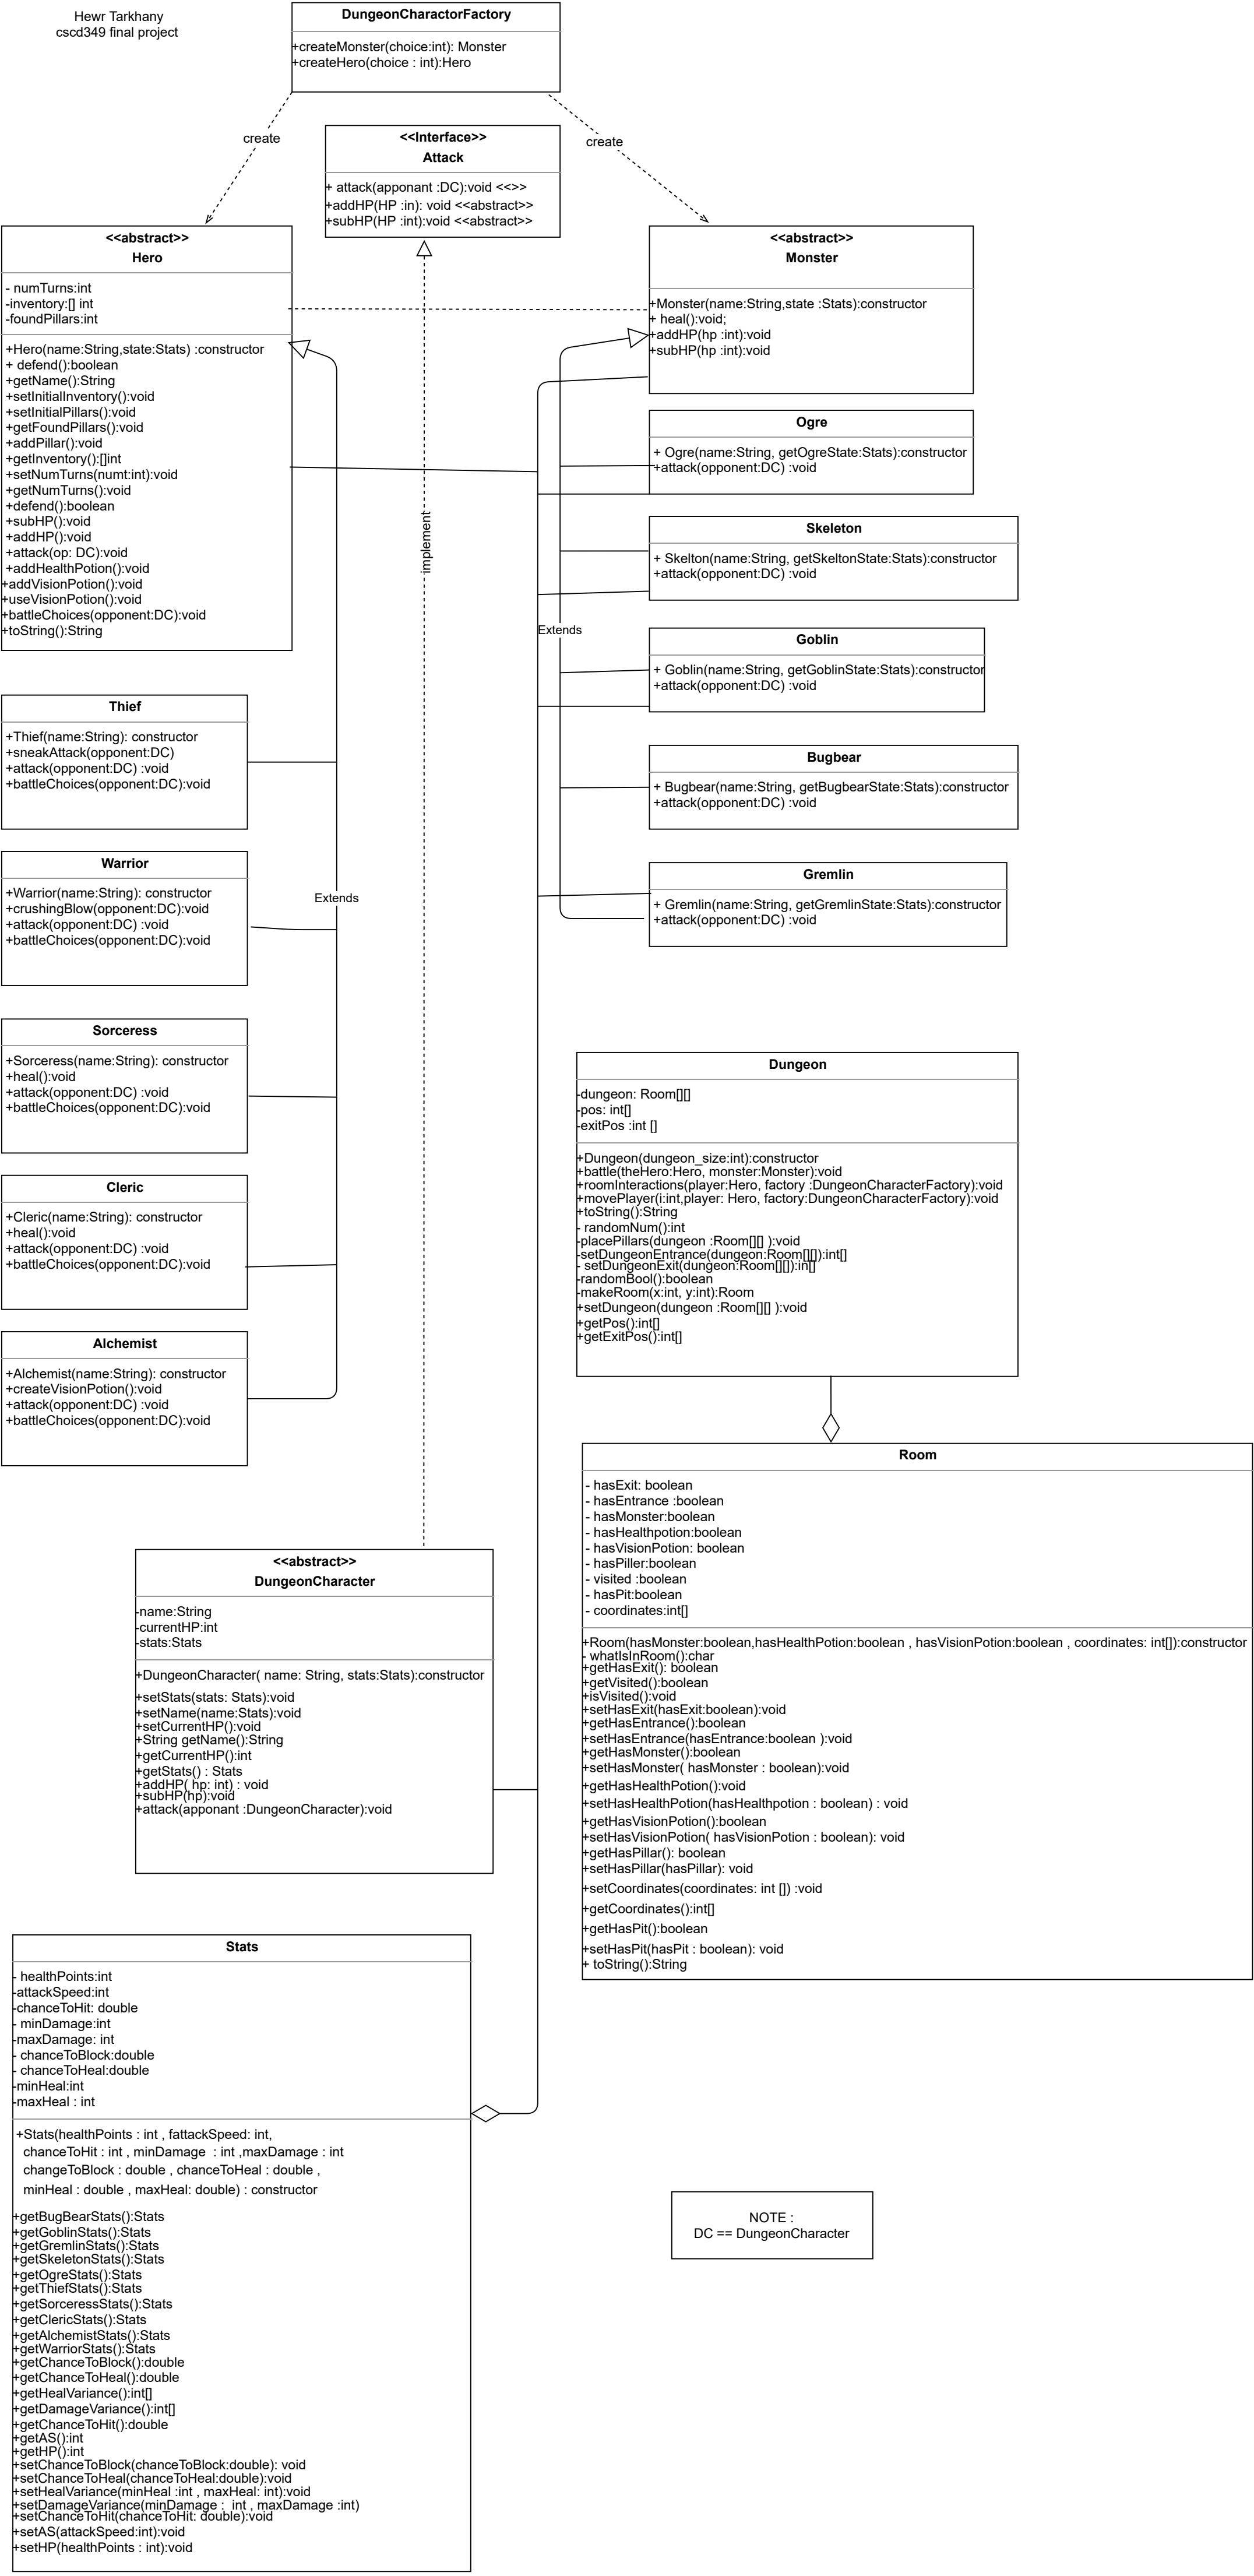 Hewr Tarkhany
cscd349 final project
DungeonCharactorFactory
+createMonster(choice:int): Monster
+createHero(choice : int):Hero
create
create
<<Interface>>
Attack
+ attack(apponant :DC):void <<>>
+addHP(HP :in): void <<abstract>>
+subHP(HP :int):void <<abstract>>
<<abstract>>
Hero
- numTurns:int
-inventory:[] int
-foundPillars:int
+Hero(name:String,state:Stats) :constructor
+ defend():boolean
+getName():String
+setInitialInventory():void
+setInitialPillars():void
+getFoundPillars():void
+addPillar():void
+getInventory():[]int
+setNumTurns(numt:int):void
+getNumTurns():void
+defend():boolean
+subHP():void
+addHP():void
+attack(op: DC):void
+addHealthPotion():void
+addVisionPotion():void
+useVisionPotion():void
+battleChoices(opponent:DC):void
+toString():String
<<abstract>>
Monster
+Monster(name:String,state :Stats):constructor
+ heal():void;
+addHP(hp :int):void
+subHP(hp :int):void
Ogre
+ Ogre(name:String, getOgreState:Stats):constructor
+attack(opponent:DC) :void
Skeleton
+ Skelton(name:String, getSkeltonState:Stats):constructor
+attack(opponent:DC) :void
Goblin
+ Goblin(name:String, getGoblinState:Stats):constructor
+attack(opponent:DC) :void
Bugbear
+ Bugbear(name:String, getBugbearState:Stats):constructor
+attack(opponent:DC) :void
Gremlin
+ Gremlin(name:String, getGremlinState:Stats):constructor
+attack(opponent:DC) :void
implement
Extends
Extends
Thief
+Thief(name:String): constructor
+sneakAttack(opponent:DC)
+attack(opponent:DC) :void
+battleChoices(opponent:DC):void
Warrior
+Warrior(name:String): constructor
+crushingBlow(opponent:DC):void
+attack(opponent:DC) :void
+battleChoices(opponent:DC):void
Sorceress
+Sorceress(name:String): constructor
+heal():void
+attack(opponent:DC) :void
+battleChoices(opponent:DC):void
Cleric
+Cleric(name:String): constructor
+heal():void
+attack(opponent:DC) :void
+battleChoices(opponent:DC):void
Alchemist
+Alchemist(name:String): constructor
+createVisionPotion():void
+attack(opponent:DC) :void
+battleChoices(opponent:DC):void
Dungeon
-dungeon: Room[][]
-pos: int[]
-exitPos :int []
+Dungeon(dungeon_size:int):constructor
+battle(theHero:Hero, monster:Monster):void
+roomInteractions(player:Hero, factory :DungeonCharacterFactory):void
+movePlayer(i:int,player: Hero, factory:DungeonCharacterFactory):void
+toString():String
- randomNum():int
-placePillars(dungeon :Room[][] ):void
-setDungeonEntrance(dungeon:Room[][]):int[]
- setDungeonExit(dungeon:Room[][]):in[]
-randomBool():boolean
-makeRoom(x:int, y:int):Room
+setDungeon(dungeon :Room[][] ):void
+getPos():int[]
+getExitPos():int[]
Room
- hasExit: boolean
- hasEntrance :boolean
- hasMonster:boolean
- hasHealthpotion:boolean
- hasVisionPotion: boolean
- hasPiller:boolean
- visited :boolean
- hasPit:boolean
- coordinates:int[]
+Room(hasMonster:boolean,hasHealthPotion:boolean , hasVisionPotion:boolean , coordinates: int[]):constructor
- whatIsInRoom():char
+getHasExit(): boolean
+getVisited():boolean
+isVisited():void
+setHasExit(hasExit:boolean):void
+getHasEntrance():boolean
+setHasEntrance(hasEntrance:boolean ):void
+getHasMonster():boolean
+setHasMonster( hasMonster : boolean):void
+getHasHealthPotion():void
+setHasHealthPotion(hasHealthpotion : boolean) : void
+getHasVisionPotion():boolean
+setHasVisionPotion( hasVisionPotion : boolean): void
+getHasPillar(): boolean
+setHasPillar(hasPillar): void
+setCoordinates(coordinates: int []) :void
+getCoordinates():int[]
+getHasPit():boolean
+setHasPit(hasPit : boolean): void
+ toString():String
<<abstract>>
DungeonCharacter
-name:String
-currentHP:int
-stats:Stats
+DungeonCharacter( name: String, stats:Stats):constructor
+setStats(stats: Stats):void
+setName(name:Stats):void
+setCurrentHP():void
+String getName():String
+getCurrentHP():int
+getStats() : Stats
+addHP( hp: int) : void
+subHP(hp):void
+attack(apponant :DungeonCharacter):void
Stats
- healthPoints:int
-attackSpeed:int
-chanceToHit: double
- minDamage:int
-maxDamage: int
- chanceToBlock:double
- chanceToHeal:double
-minHeal:int
-maxHeal : int
+Stats(healthPoints : int , fattackSpeed: int,
chanceToHit : int , minDamage : int ,maxDamage : int
changeToBlock : double , chanceToHeal : double ,
minHeal : double , maxHeal: double) : constructor
+getBugBearStats():Stats
+getGoblinStats():Stats
+getGremlinStats():Stats
+getSkeletonStats():Stats
+getOgreStats():Stats
+getThiefStats():Stats
+getSorceressStats():Stats
+getClericStats():Stats
+getAlchemistStats():Stats
+getWarriorStats():Stats
+getChanceToBlock():double
+getChanceToHeal():double
+getHealVariance():int[]
+getDamageVariance():int[]
+getChanceToHit():double
+getAS():int
+getHP():int
+setChanceToBlock(chanceToBlock:double): void
+setChanceToHeal(chanceToHeal:double):void
+setHealVariance(minHeal :int , maxHeal: int):void
+setDamageVariance(minDamage : int , maxDamage :int)
+setChanceToHit(chanceToHit: double):void
+setAS(attackSpeed:int):void
+setHP(healthPoints : int):void
NOTE :
DC == DungeonCharacter